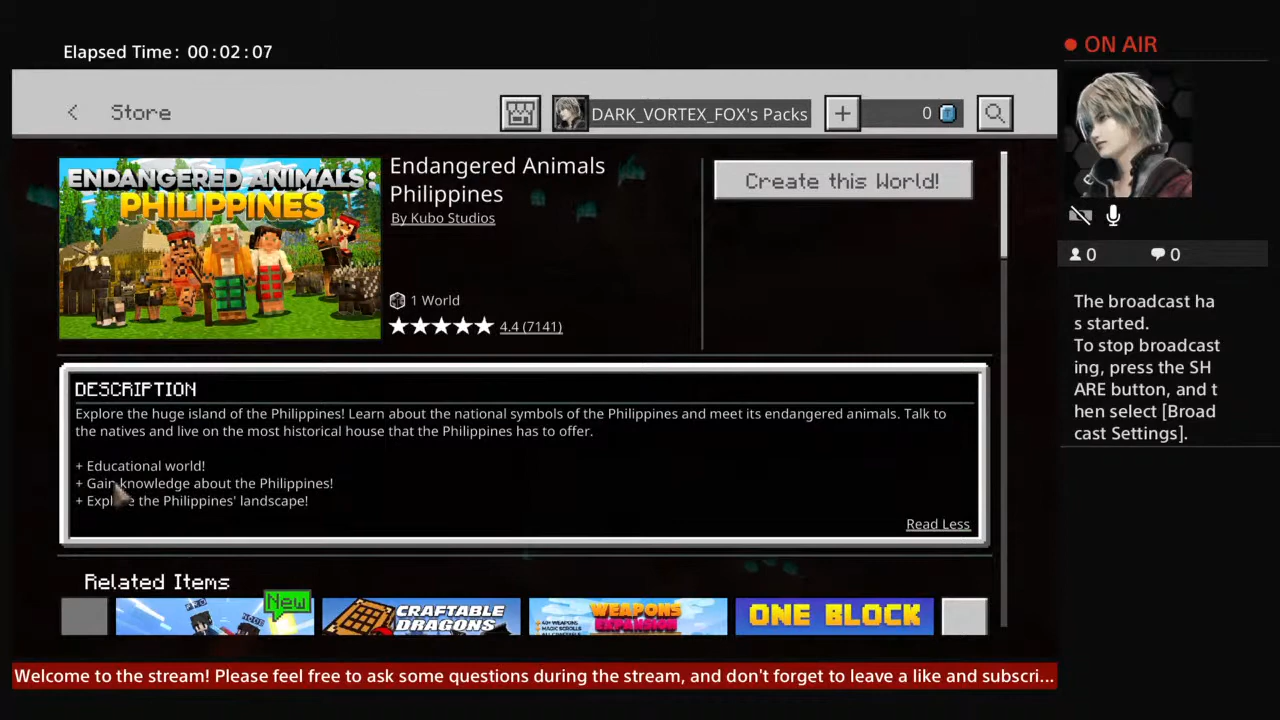 Elapsed Time: 00:02:07
ON AIR
Store
DARK_VORTEX_FOX's Packs
+
0
ENDANGERED ANIMALS:
PHILIPPINES
Endangered Animals
Philippines
By Kubo Studios
1 World
4.4 (7141)
Create this World!
0
0
The broadcast ha
s started.
To stop broadcast
ing, press the SH
ARE button, and t
hen select [Broad
cast Settings].
DESCRIPTION
Explore the huge island of the Philippines! Learn about the national symbols of the Philippines and meet its endangered animals. Talk to
the natives and live on the most historical house that the Philippines has to offer.
+ Educational world!
+ Gain knowledge about the Philippines!
+ Explore the Philippines' landscape!
Read Less
Related Items
New
CRAFTABLE
DRAGONS
WEAPONS
EXPANSION
ONE BLOCK
Welcome to the stream! Please feel free to ask some questions during the stream, and don't forget to leave a like and subscri...